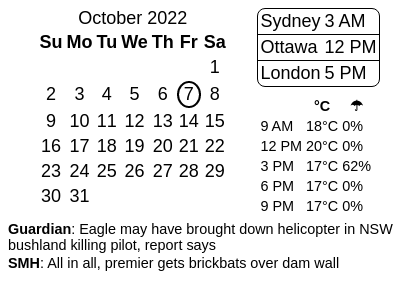 October 2022
Su Mo Tu We Th Fr Sa
1
2 3 4 5 6 7 8
9 10 11 12 13 14 15
16 17 18 19 20 21 22
23 24 25 26 27 28 29
30 31
Sydney 3 AM
Ottawa 12 PM
London 5 PM
°C ☂
9 AM 18°C 0%
12 PM 20°C 0%
3 PM 17°C 62%
6 PM 17°C 0%
9 PM 17°C 0%
Guardian: Eagle may have brought down helicopter in NSW
bushland killing pilot, report says
SMH: All in all, premier gets brickbats over dam wall